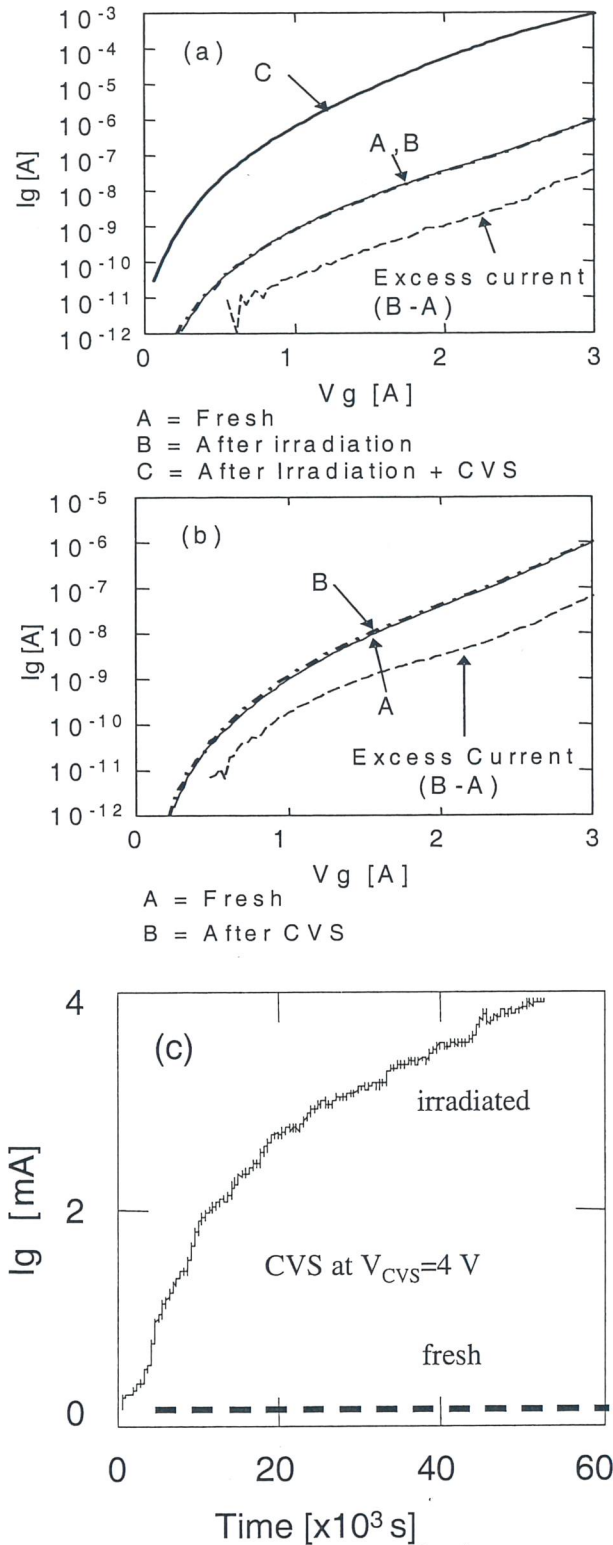 10-3
(a)
10-4
C
10-5
10-6
A,B
10-7
Ig [A]
10-8
10-9
10-10
Excess current
(B-A)
10-11
10-12
0 1 2 3
Vg [A]
A = Fresh
B = After irradiation
C = After Irradiation + CVS
10-5
(b)
10-6
B
10-7
Ig [A]
10-8
10-9
A
10-10
Excess Current
(B-A)
10-11
10-12
0 1 2 3
Vg [A]
A = Fresh
B = After CVS
4
(c)
irradiated
Ig [mA]
2
CVS at VCVS=4 V
fresh
0
0 20 40 60
Time [x10³ s]